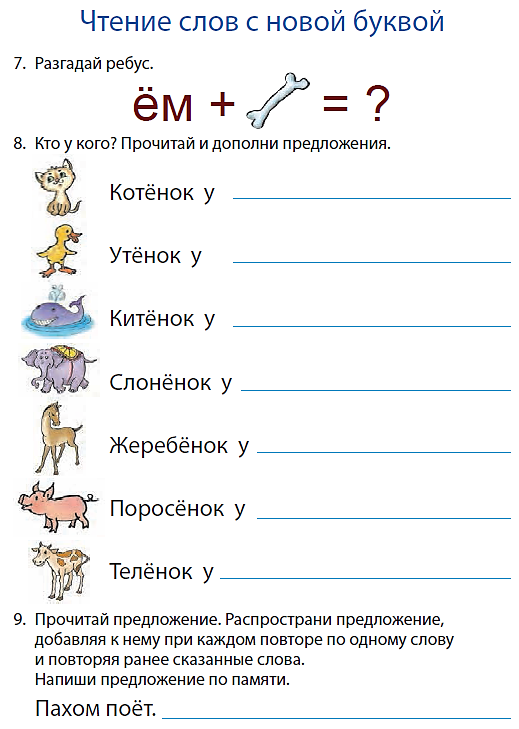 Чтение слов с новой буквой
7. Разгадай ребус.
ём + = ?
8. Кто у кого? Прочитай и дополни предложения.
Котёнок у
Утёнок у
Китёнок у
Слонёнок у
Жеребёнок у
Поросёнок у
Телёнок у
9. Прочитай предложение. Распространи предложение,
добавляя к нему при каждом повторе по одному слову
и повторяя ранее сказанные слова.
Напиши предложение по памяти.
Пахом поёт.